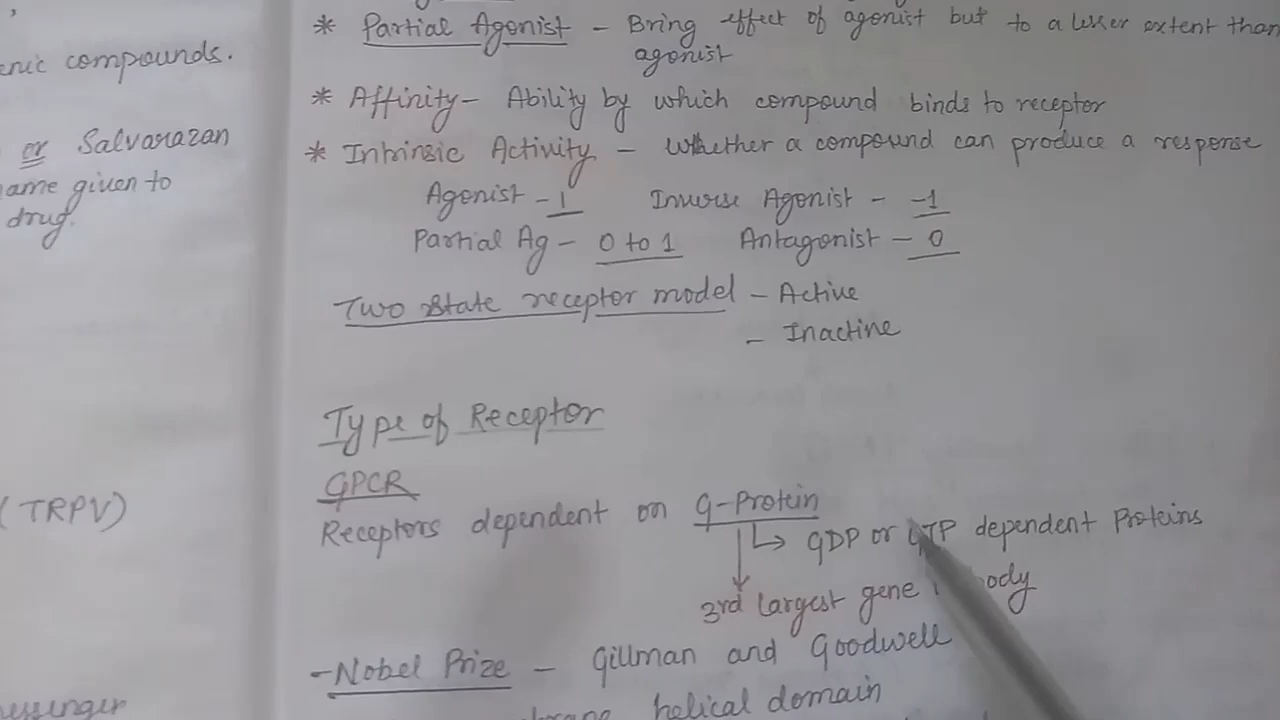 enic compounds.
or Salvarazan
ame given to
drug.
(TRPV)
essenger
* Partial Agonist - Bring effect of agonist but to a lesser extent than
agonist
* Affinity - Ability by which compound binds to receptor
* Intrinsic Activity - Whether a compound can produce a response
Agonist - 1 Inverse Agonist - -1
Partial Ag - 0 to 1 Antagonist - 0
Two state receptor model - Active
- Inactive
Type of Receptor
GPCR
Receptors dependent on G-Protein
↳ GDP or GTP dependent Proteins
3rd largest gene body
- Nobel Prize - Gillman and Goodwell
helical domain